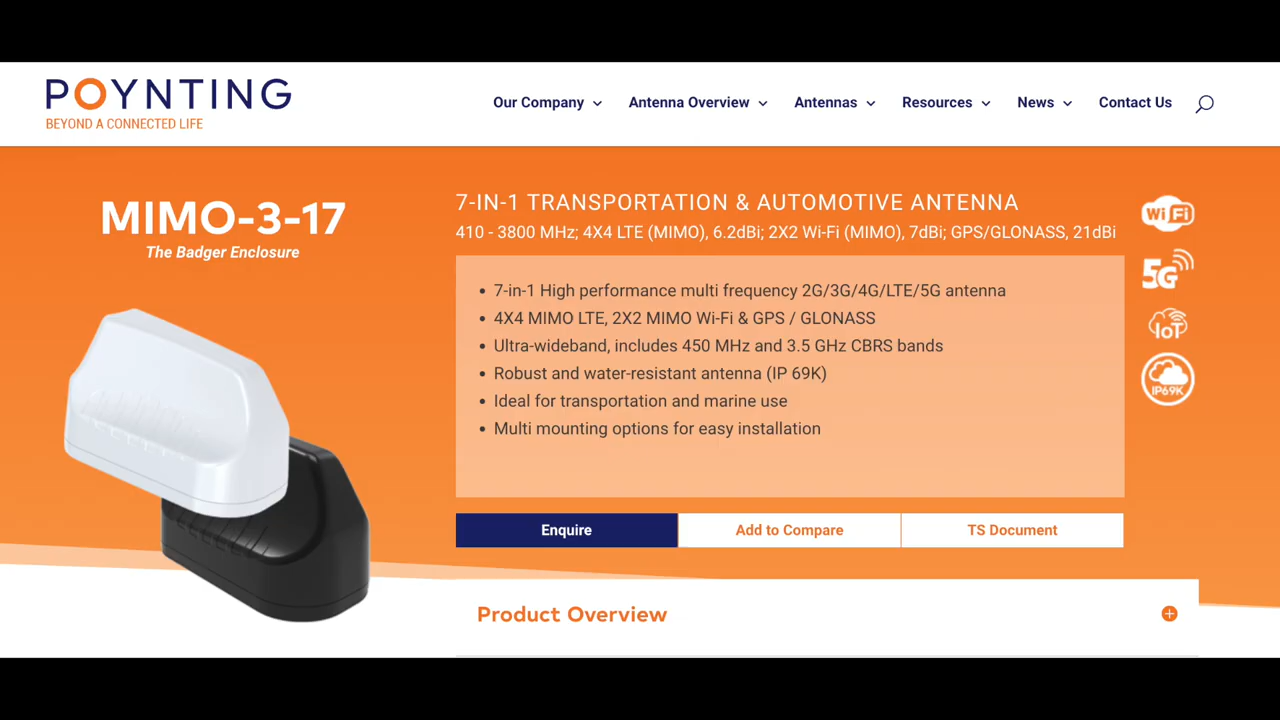 POYNTING
BEYOND A CONNECTED LIFE
Our Company
Antenna Overview
Antennas
Resources
News
Contact Us
MIMO-3-17
The Badger Enclosure
7-IN-1 TRANSPORTATION & AUTOMOTIVE ANTENNA
410 - 3800 MHz; 4X4 LTE (MIMO), 6.2dBi; 2X2 Wi-Fi (MIMO), 7dBi; GPS/GLONASS, 21dBi
• 7-in-1 High performance multi frequency 2G/3G/4G/LTE/5G antenna
• 4X4 MIMO LTE, 2X2 MIMO Wi-Fi & GPS / GLONASS
• Ultra-wideband, includes 450 MHz and 3.5 GHz CBRS bands
• Robust and water-resistant antenna (IP 69K)
• Ideal for transportation and marine use
• Multi mounting options for easy installation
Enquire
Add to Compare
TS Document
WiFi
5G
IoT
IP69K
Product Overview